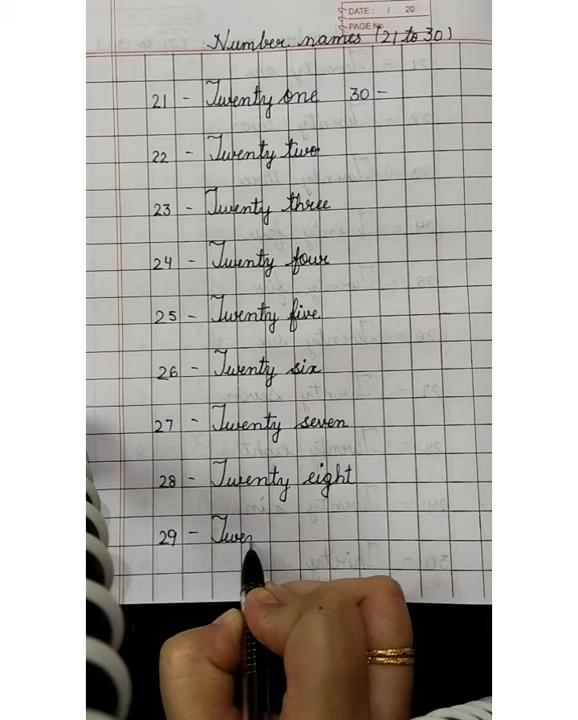 DATE: / 20
PAGE No.
Number names (21 to 30)
21 - Twenty one 30 -
22 - Twenty two
23 - Twenty three
24 - Twenty four
25 - Twenty five
26 - Twenty six
27 - Twenty seven
28 - Twenty eight
29 - Twen